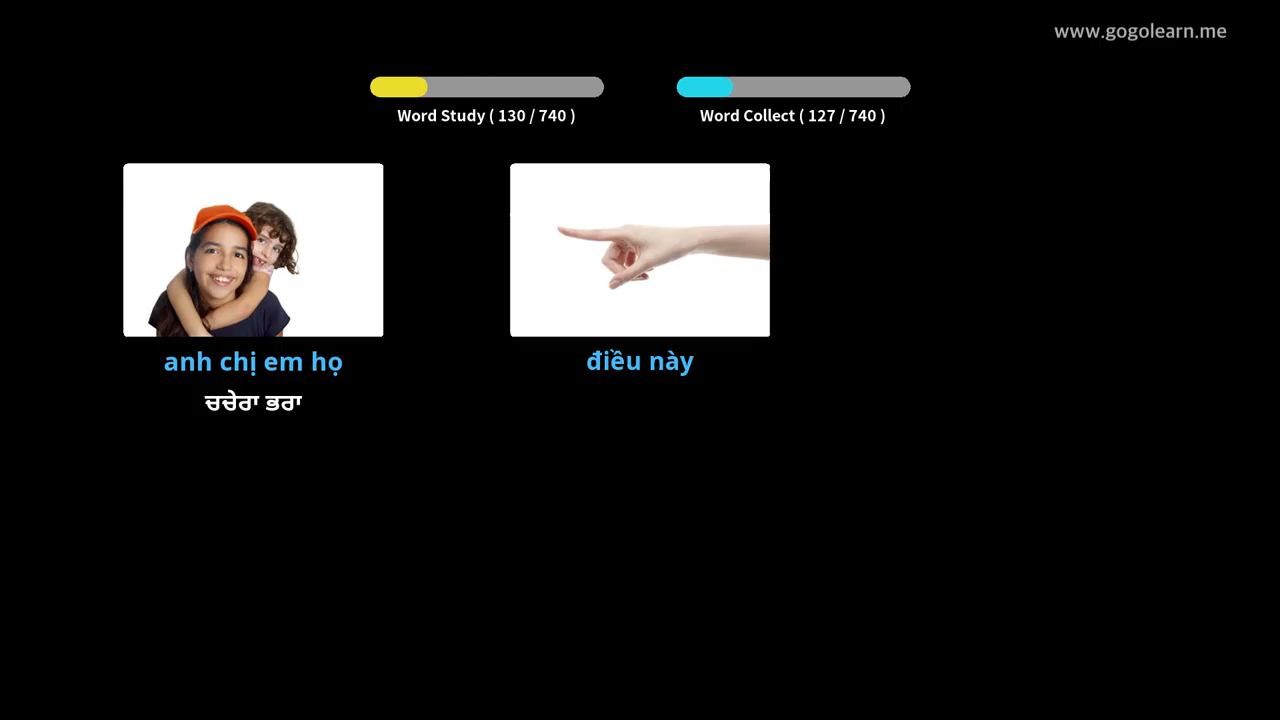 www.gogolearn.me
Word Study ( 130 / 740 )
Word Collect ( 127 / 740 )
anh chị em họ
điều này
ਚਚੇਰਾ ਭਰਾ